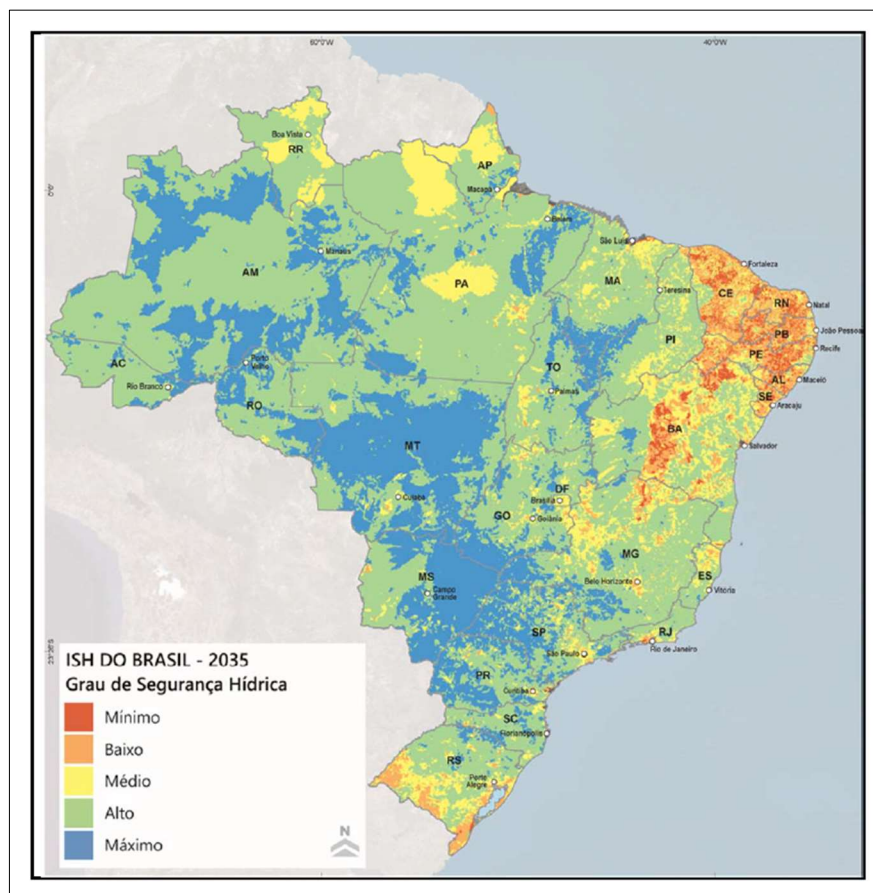 60°0'W
40°0'W
Boa Vista
RR
AP
Macapá
0°0'
Belém
São Luís
Manaus
Fortaleza
AM
PA
MA
Teresina
CE
RN
Natal
PB
João Pessoa
PI
PE
Recife
AC
Porto Velho
TO
AL
Maceió
Rio Branco
Palmas
SE
Aracaju
RO
BA
MT
Salvador
Cuiabá
DF
Brasília
GO
Goiânia
MG
MS
Belo Horizonte
ES
Campo Grande
Vitória
SP
RJ
São Paulo
Rio de Janeiro
PR
Curitiba
SC
Florianópolis
RS
Porto Alegre
ISH DO BRASIL - 2035
Grau de Segurança Hídrica
Mínimo
Baixo
Médio
Alto
Máximo
N